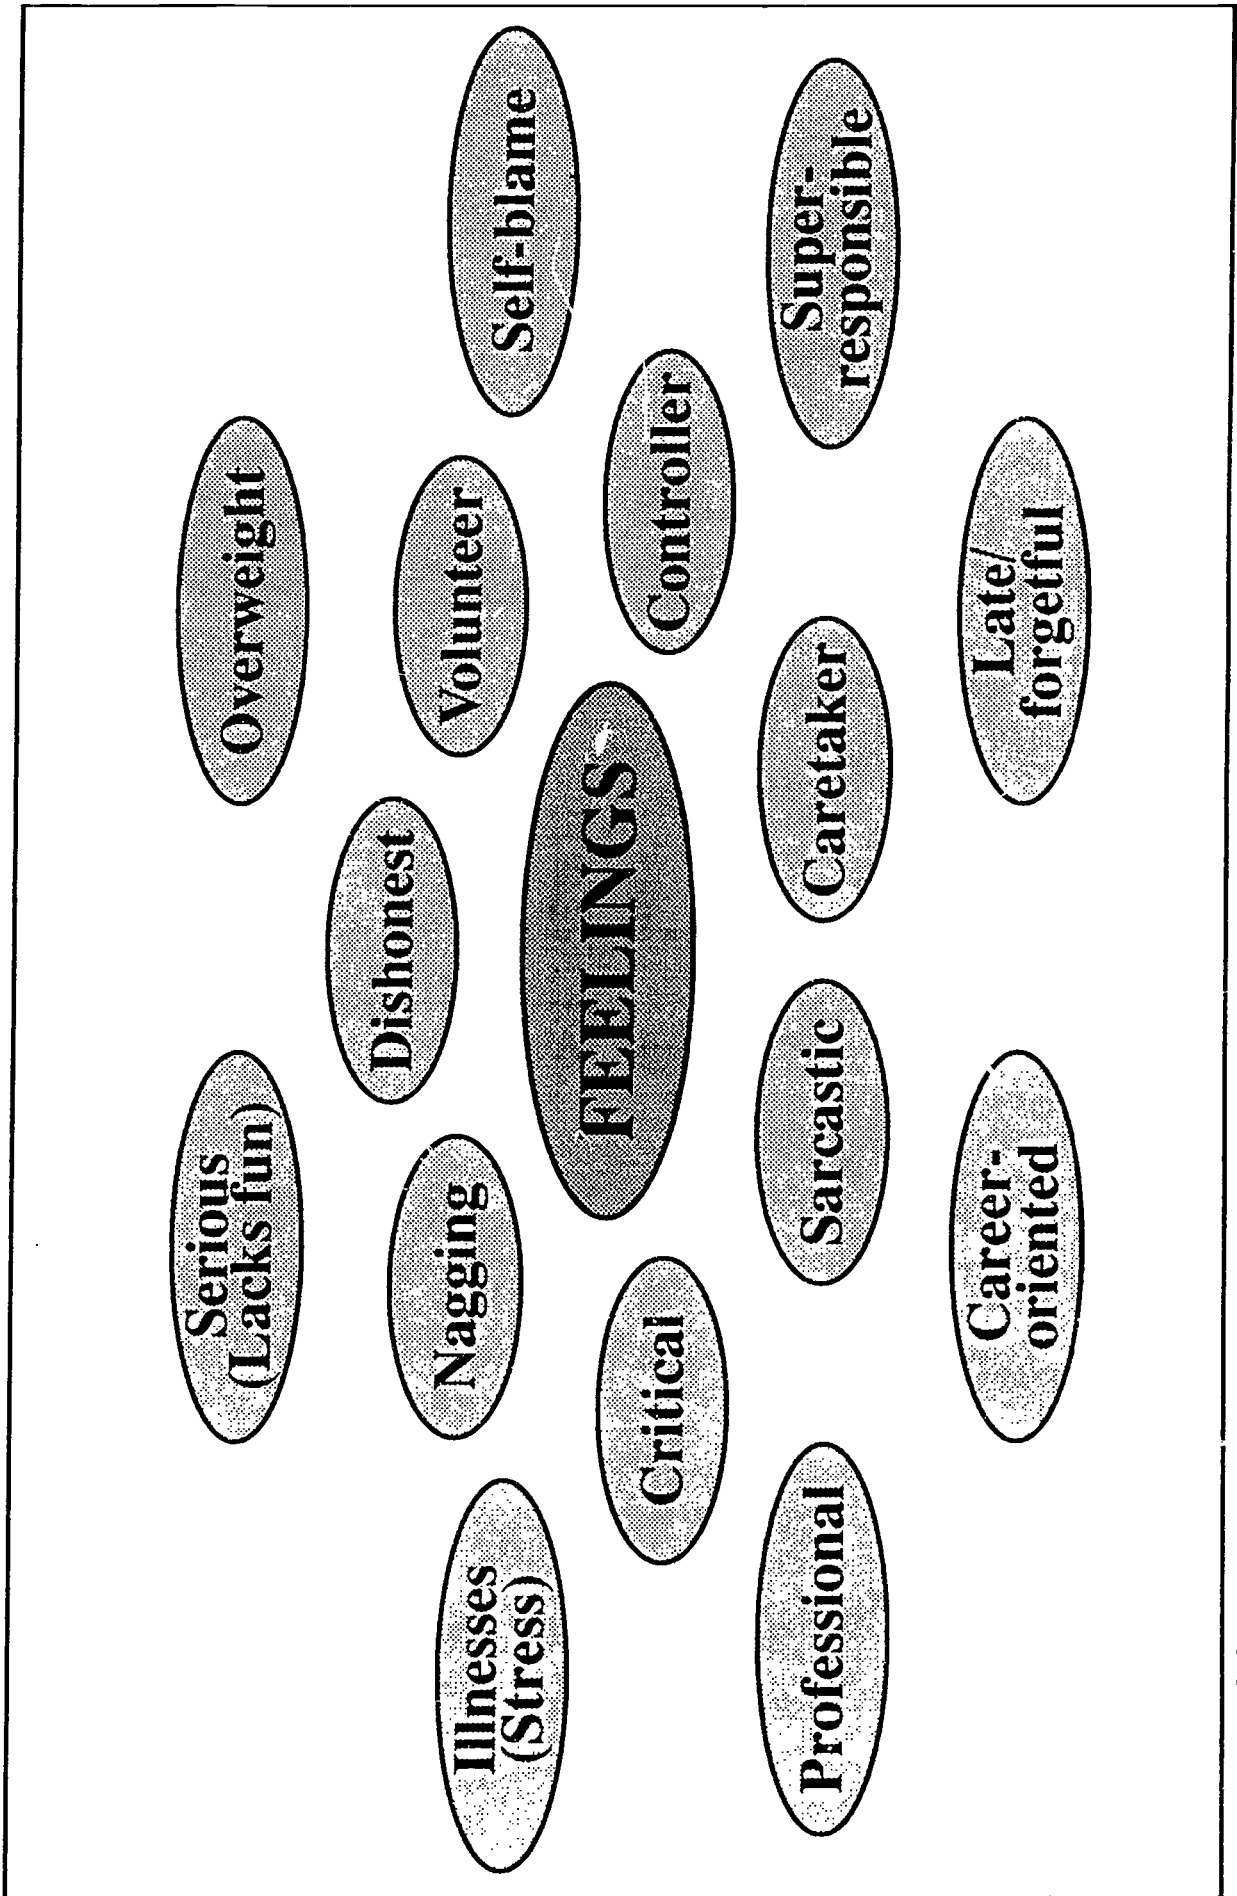 Serious
(Lacks fun)
Overweight
Dishonest
Nagging
Volunteer
Illnesses
(Stress)
Self-blame
FEELINGS
Critical
Controller
Professional
Sarcastic
Caretaker
Super-
responsible
Career-
oriented
Late/
forgetful